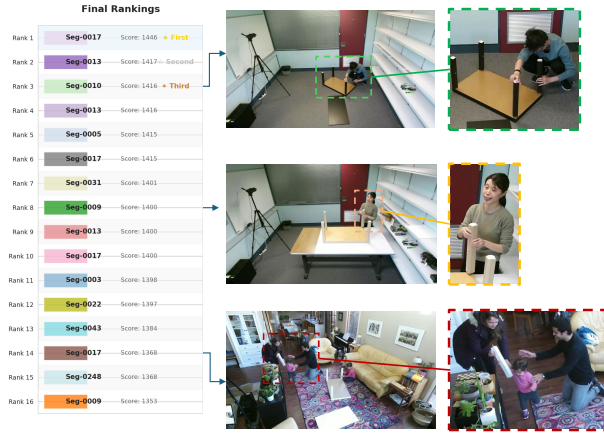 Final Rankings
Rank 1 Seg-0017 Score: 1446 ★ First
Rank 2 Seg-0013 Score: 1417 ☆ Second
Rank 3 Seg-0010 Score: 1416 ✦ Third
Rank 4 Seg-0013 Score: 1416
Rank 5 Seg-0005 Score: 1415
Rank 6 Seg-0017 Score: 1415
Rank 7 Seg-0031 Score: 1401
Rank 8 Seg-0009 Score: 1400
Rank 9 Seg-0013 Score: 1400
Rank 10 Seg-0017 Score: 1400
Rank 11 Seg-0003 Score: 1398
Rank 12 Seg-0022 Score: 1397
Rank 13 Seg-0043 Score: 1384
Rank 14 Seg-0017 Score: 1368
Rank 15 Seg-0248 Score: 1368
Rank 16 Seg-0009 Score: 1353